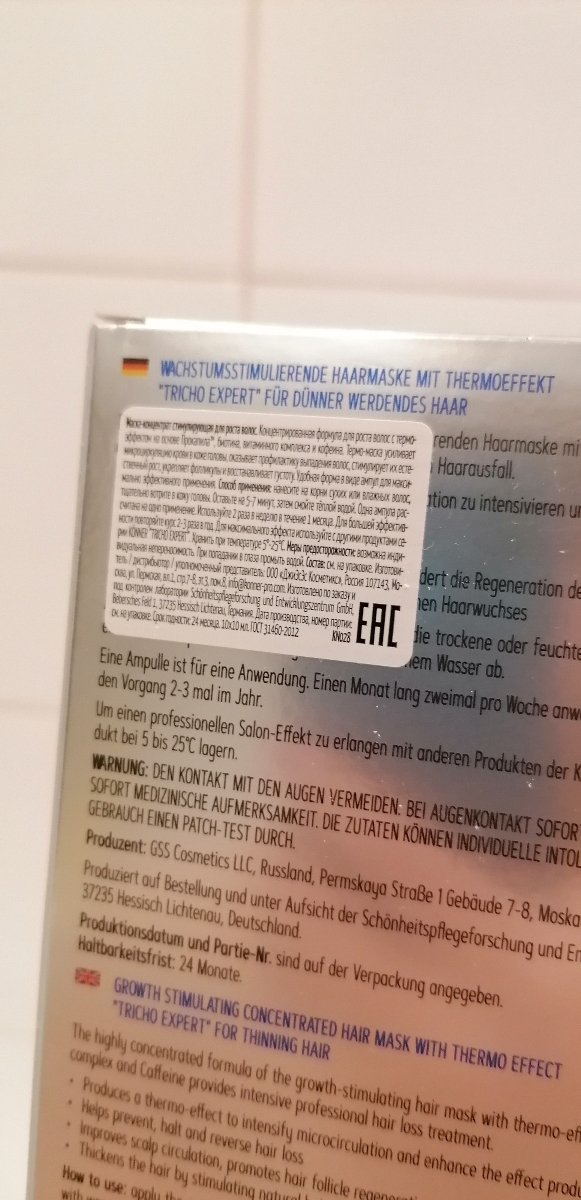 WACHSTUMSSTIMULIERENDE HAARMASKE MIT THERMOEFFEKT
"TRICHO EXPERT" FÜR DÜNNER WERDENDES HAAR
Маска-концентрат стимулирующая для роста волос. Концентрированная формула для роста волос с термо-
эффектом на основе Прокапила™, биотина, витаминного комплекса и кофеина. Термо-маска усиливает
микроциркуляцию крови в коже головы, оказывает профилактику выпадения волос, стимулирует их есте-
ственный рост, укрепляет фолликулы и восстанавливает густоту. Удобная форма в виде ампул для макси-
мально эффективного применения. Способ применения: нанесите на корни сухих или влажных волос,
тщательно вотрите в кожу головы. Оставьте на 5-7 минут, затем смойте тёплой водой. Одна ампула рас-
считана на одно применение. Используйте 2 раза в неделю в течение 1 месяца. Для большей эффектив-
ности повторяйте курс 2-3 раза в год. Для максимального эффекта используйте с другими продуктами се-
рии KÖNNER "TRICHO EXPERT". Хранить при температуре 5°-25°C. Меры предосторожности: возможна инди-
видуальная непереносимость. При попадании в глаза промыть водой. Состав: см. на упаковке. Изготови-
тель / дистрибьютор / уполномоченный представитель: ООО «ДжиЭсЭс Косметикс», Россия 107143, Мо-
сква, ул. Пермская, вл.1, стр.7-8, эт.3, пом.8, info@konner-pro.com. Изготовлено по заказу и
под контролем лаборатории Schönheitspflegeforschung und Entwicklungszentrum GmbH,
Bebersches Feld 1, 37235 Hessisch Lichtenau, Германия. Дата производства, номер партии:
см. на упаковке. Срок годности: 24 месяца. 10x10 мл. ГОСТ 31460-2012
KNa28
EAC
renden Haarmaske mi
Haarausfall.
ation zu intensivieren u
dert die Regeneration de
hen Haarwuchses
die trockene oder feuchte
em Wasser ab.
Eine Ampulle ist für eine Anwendung. Einen Monat lang zweimal pro Woche anw
den Vorgang 2-3 mal im Jahr.
Um einen professionellen Salon-Effekt zu erlangen mit anderen Produkten der K
dukt bei 5 bis 25°C lagern.
WARNUNG: DEN KONTAKT MIT DEN AUGEN VERMEIDEN. BEI AUGENKONTAKT SOFOR
SOFORT MEDIZINISCHE AUFMERKSAMKEIT. DIE ZUTATEN KÖNNEN INDIVIDUELLE INTOL
GEBRAUCH EINEN PATCH-TEST DURCH.
Produzent: GSS Cosmetics LLC, Russland, Permskaya Straße 1 Gebäude 7-8, Moska
Produziert auf Bestellung und unter Aufsicht der Schönheitspflegeforschung und En
37235 Hessisch Lichtenau, Deutschland.
Produktionsdatum und Partie-Nr. sind auf der Verpackung angegeben.
Haltbarkeitsfrist: 24 Monate.
GROWTH STIMULATING CONCENTRATED HAIR MASK WITH THERMO EFFECT
"TRICHO EXPERT" FOR THINNING HAIR
The highly concentrated formula of the growth-stimulating hair mask with thermo-eff
complex and Caffeine provides intensive professional hair loss treatment.
• Produces a thermo-effect to intensify microcirculation and enhance the effect prod
• Helps prevent, halt and reverse hair loss
• Improves scalp circulation, promotes hair follicle regenerati
• Thickens the hair by stimulating natural
How to use: apply the